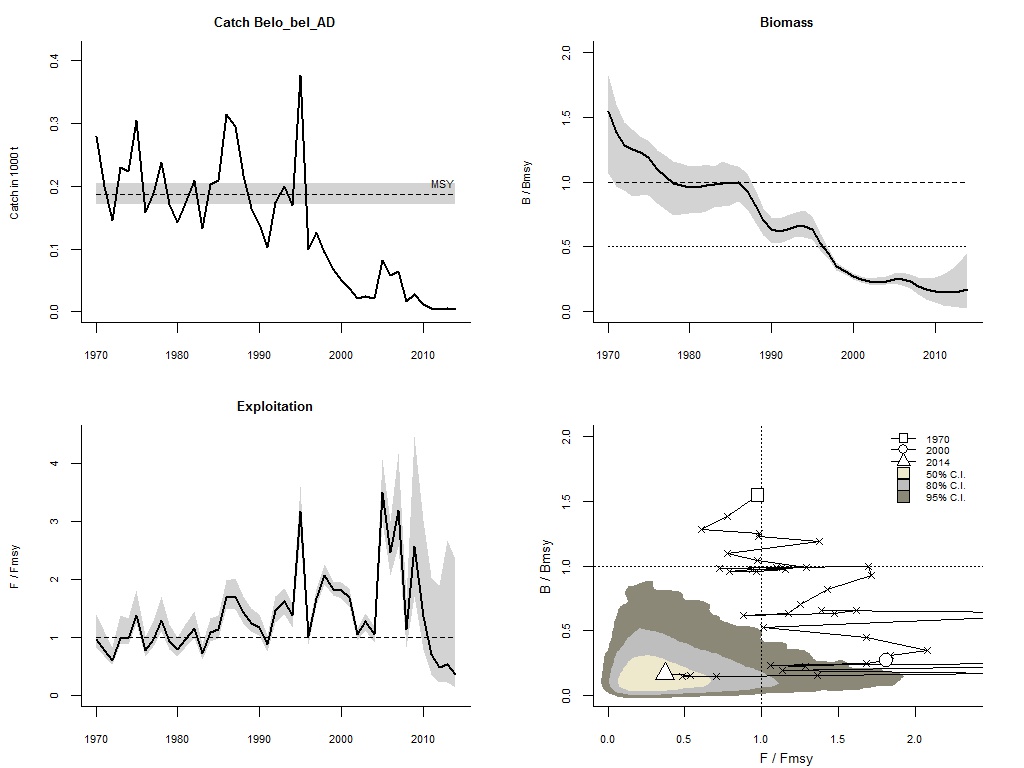 Catch Belo_bel_AD
Catch in 1000 t
0.0 0.1 0.2 0.3 0.4
MSY
1970 1980 1990 2000 2010
Biomass
B / Bmsy
0.0 0.5 1.0 1.5 2.0
1970 1980 1990 2000 2010
Exploitation
F / Fmsy
0 1 2 3 4
1970 1980 1990 2000 2010
B / Bmsy
0.0 0.5 1.0 1.5 2.0
1970
2000
2014
50% C.I.
80% C.I.
95% C.I.
0.0 0.5 1.0 1.5 2.0
F / Fmsy